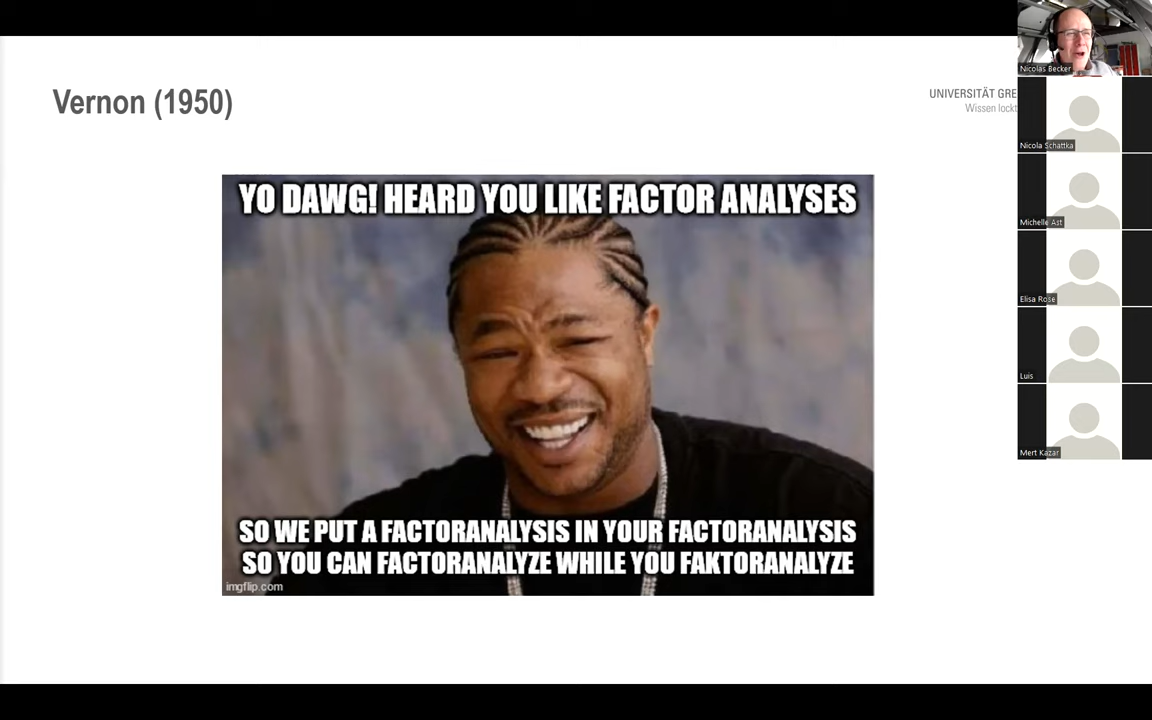 Vernon (1950)
UNIVERSITÄT GRE
Wissen lockt
YO DAWG! HEARD YOU LIKE FACTOR ANALYSES
SO WE PUT A FACTORANALYSIS IN YOUR FACTORANALYSIS
SO YOU CAN FACTORANALYZE WHILE YOU FAKTORANALYZE
imgflip.com
Nicolas Becker
Nicola Schattka
Michelle Ast
Elisa Rose
Luis
Mert Kazar